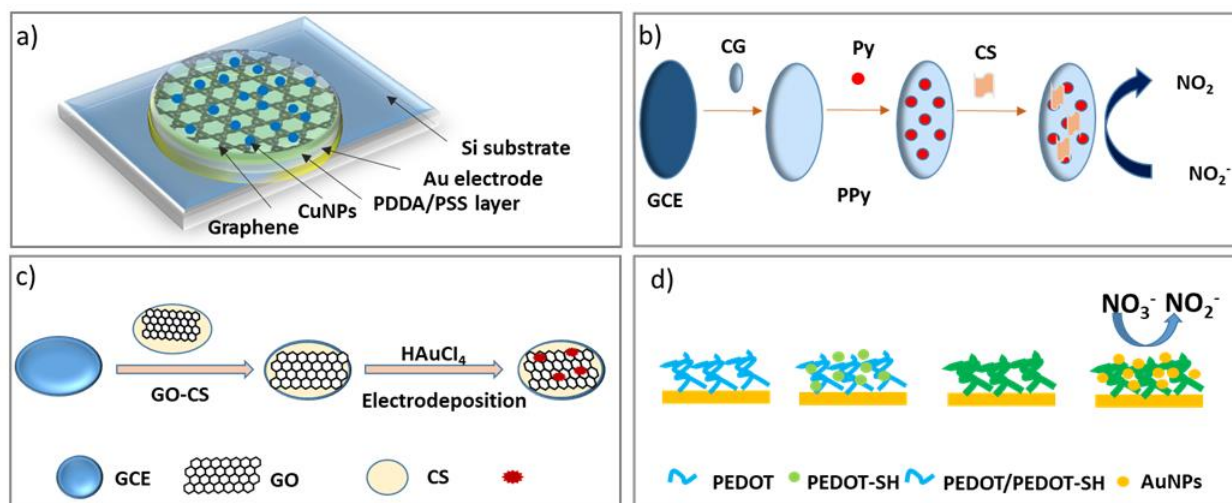 a)
Si substrate
Au electrode
PDDA/PSS layer
CuNPs
Graphene
b)
CG
Py
CS
NO₂
NO₂⁻
GCE
PPy
c)
GO-CS
HAuCl₄
Electrodeposition
GCE
GO
CS
d)
NO₃⁻ NO₂⁻
PEDOT
PEDOT-SH
PEDOT/PEDOT-SH
AuNPs